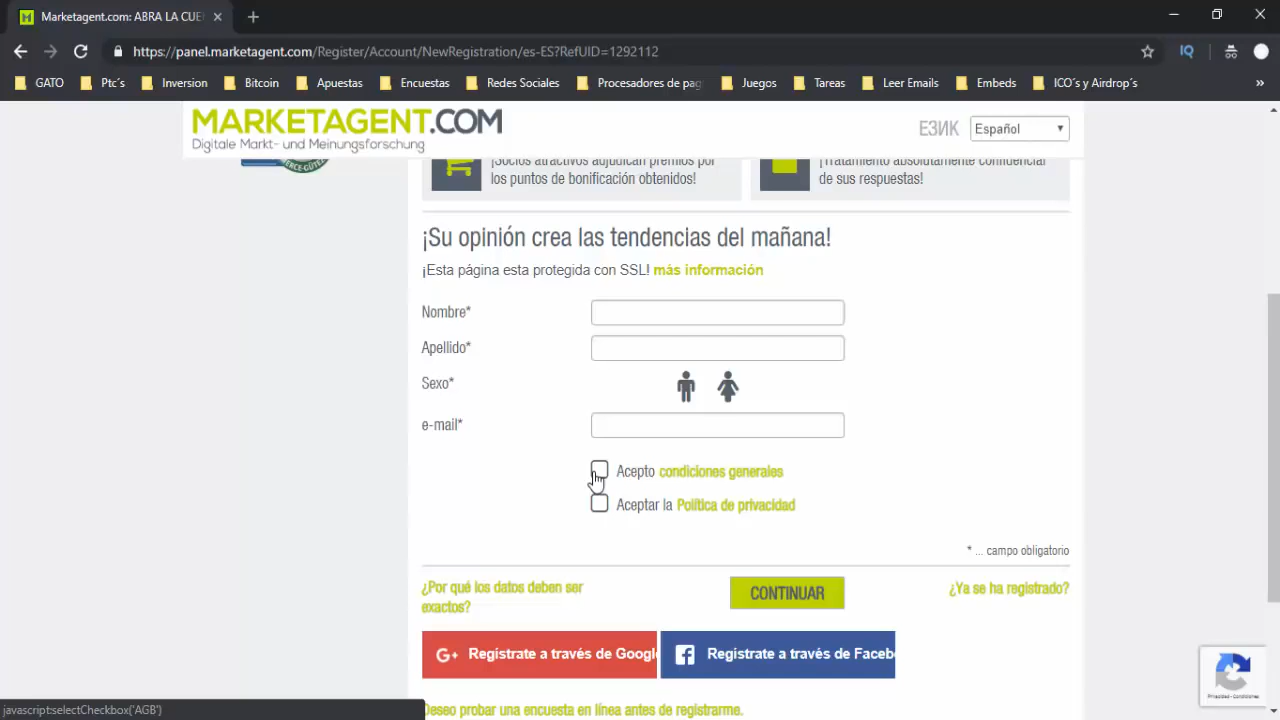 Marketagent.com: ABRA LA CUE
https://panel.marketagent.com/Register/Account/NewRegistration/es-ES?RefUID=1292112
GATO Ptc´s Inversion Bitcoin Apuestas Encuestas Redes Sociales Procesadores de pag Juegos Tareas Leer Emails Embeds ICO´s y Airdrop´s »
MARKETAGENT.COM
Digitale Markt- und Meinungsforschung
ЕЗИК Español
¡Socios atractivos adjudican premios por
los puntos de bonificación obtenidos!
¡Tratamiento absolutamente confidencial
de sus respuestas!
¡Su opinión crea las tendencias del mañana!
¡Esta página esta protegida con SSL! más información
Nombre*
Apellido*
Sexo*
e-mail*
Acepto condiciones generales
Aceptar la Política de privacidad
* ... campo obligatorio
¿Por qué los datos deben ser
exactos?
CONTINUAR
¿Ya se ha registrado?
G+ Regístrate a través de Googl
Regístrate a través de Faceb
Privacidad - Condiciones
javascript:selectCheckbox('AGB')
Deseo probar una encuesta en línea antes de registrarme.